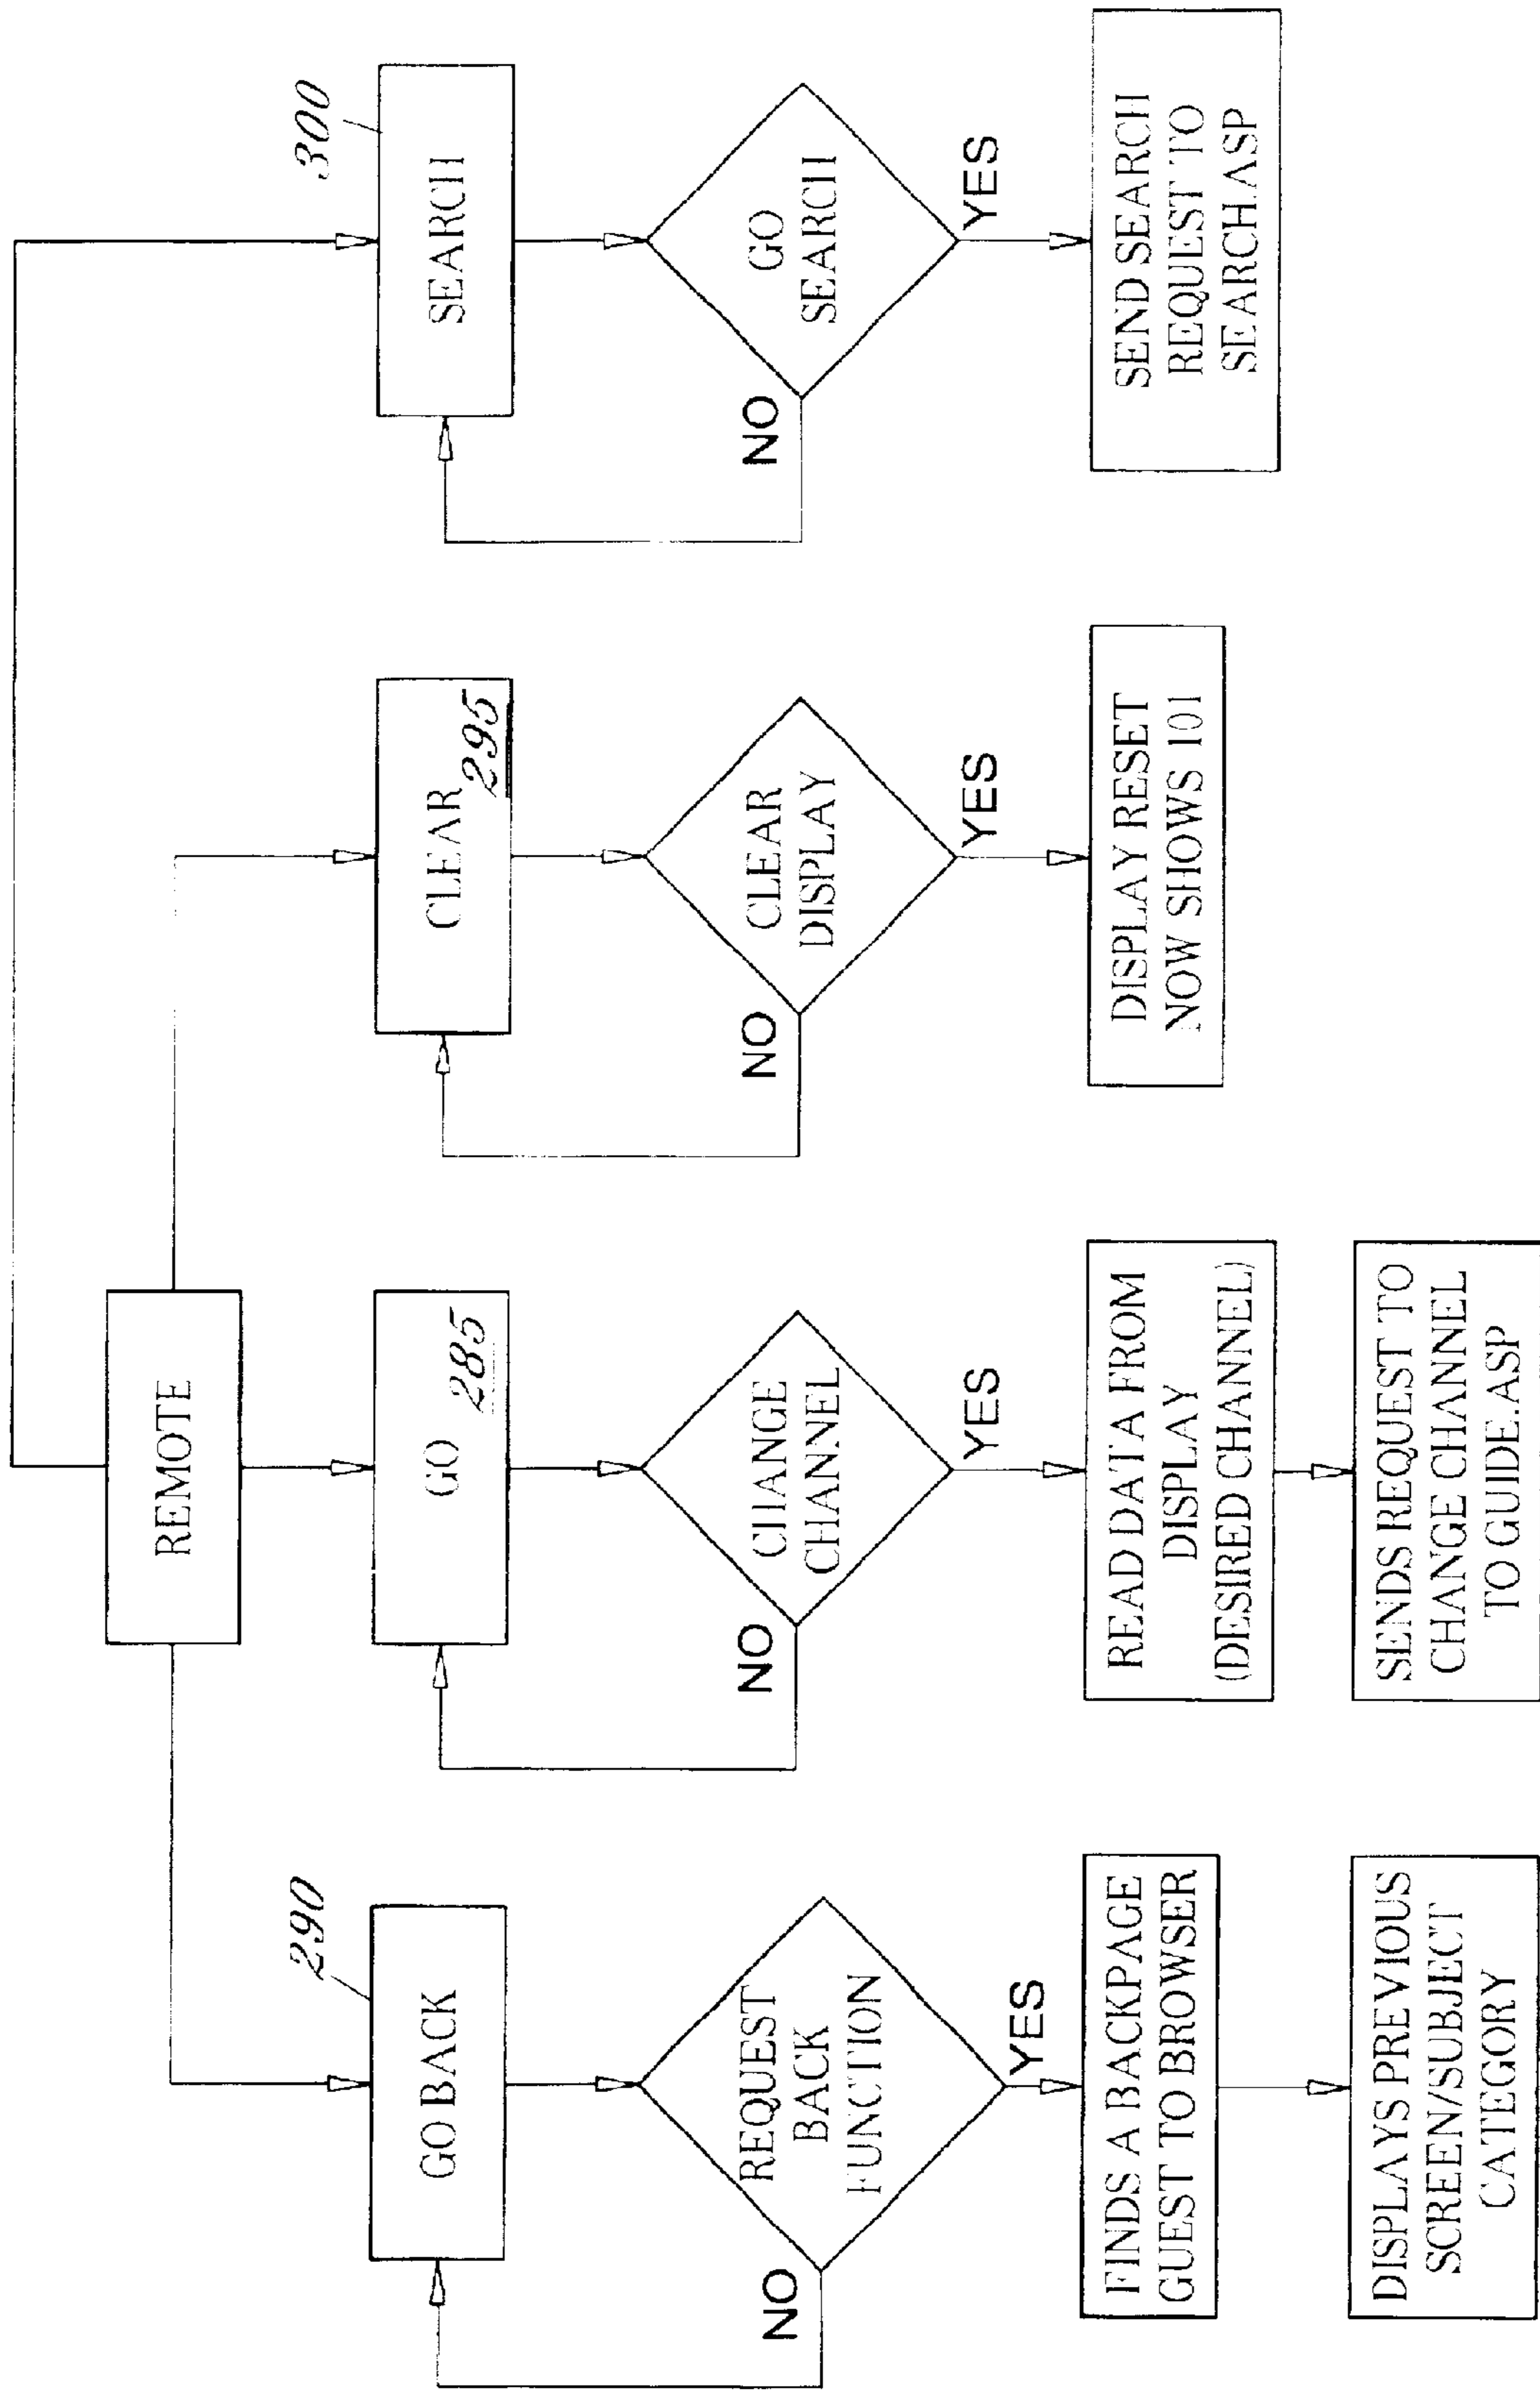 REMOTE
290
GO BACK
GO
285
CLEAR
295
300
SEARCH
REQUEST
BACK
FUNCTION
NO
YES
CHANGE
CHANNEL
NO
YES
CLEAR
DISPLAY
NO
YES
GO
SEARCH
NO
YES
FINDS A BACKPAGE
GUEST TO BROWSER
READ DATA FROM
DISPLAY
(DESIRED CHANNEL)
DISPLAY RESET
NOW SHOWS 101
SEND SEARCH
REQUEST TO
SEARCH.ASP
DISPLAYS PREVIOUS
SCREEN/SUBJECT
CATEGORY
SENDS REQUEST TO
CHANGE CHANNEL
TO GUIDE.ASP